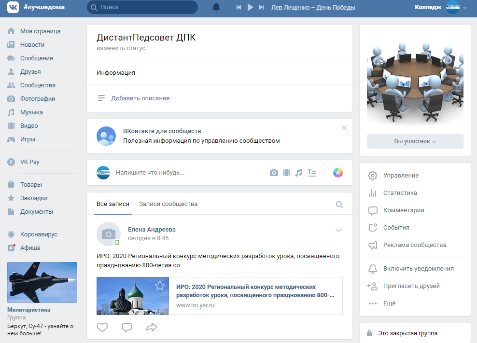 #лучшедома
Поиск
Лев Лещенко – День Победы
Колледж
Моя страница
Новости
Сообщения
Друзья
Сообщества
Фотографии
Музыка
Видео
Игры
VK Pay
Товары
Закладки
Документы
Коронавирус
Афиша
Милитаристика
Группа
Беркут, Су-47 - узнайте о нем больше!
ДистантПедсовет ДПК
изменить статус
Информация
Добавить описание
ВКонтакте для сообществ
Полезная информация по управлению сообществом
Напишите что-нибудь...
Все записи
Записи сообщества
Елена Андреева
сегодня в 8:45
ИРО: 2020 Региональный конкурс методических разработок урока, посвященного
празднованию 800-летия со
ИРО: 2020 Региональный конкурс методических
разработок урока, посвященного празднованию 800-...
www.iro.yar.ru
Вы участник
Управление
Статистика
Комментарии
События
Реклама сообщества
Включить уведомления
Пригласить друзей
Ещё
Это закрытая группа